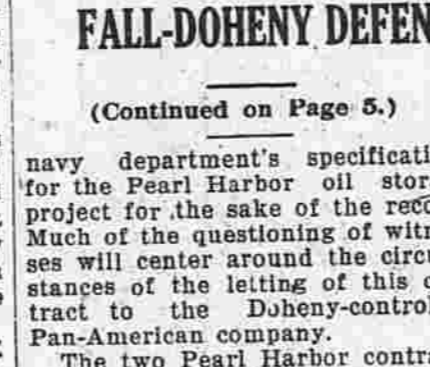 FALL-DOHENY DEFEN
(Continued on Page 5.)
navy department's specificati
for the Pearl Harbor oil stor
project for .the sake of the reco
Much of the questioning of witn
ses will center around the circu
stances of the letting of this c
tract to the Doheny-control
Pan-American company.
The two Pearl Harbor contra